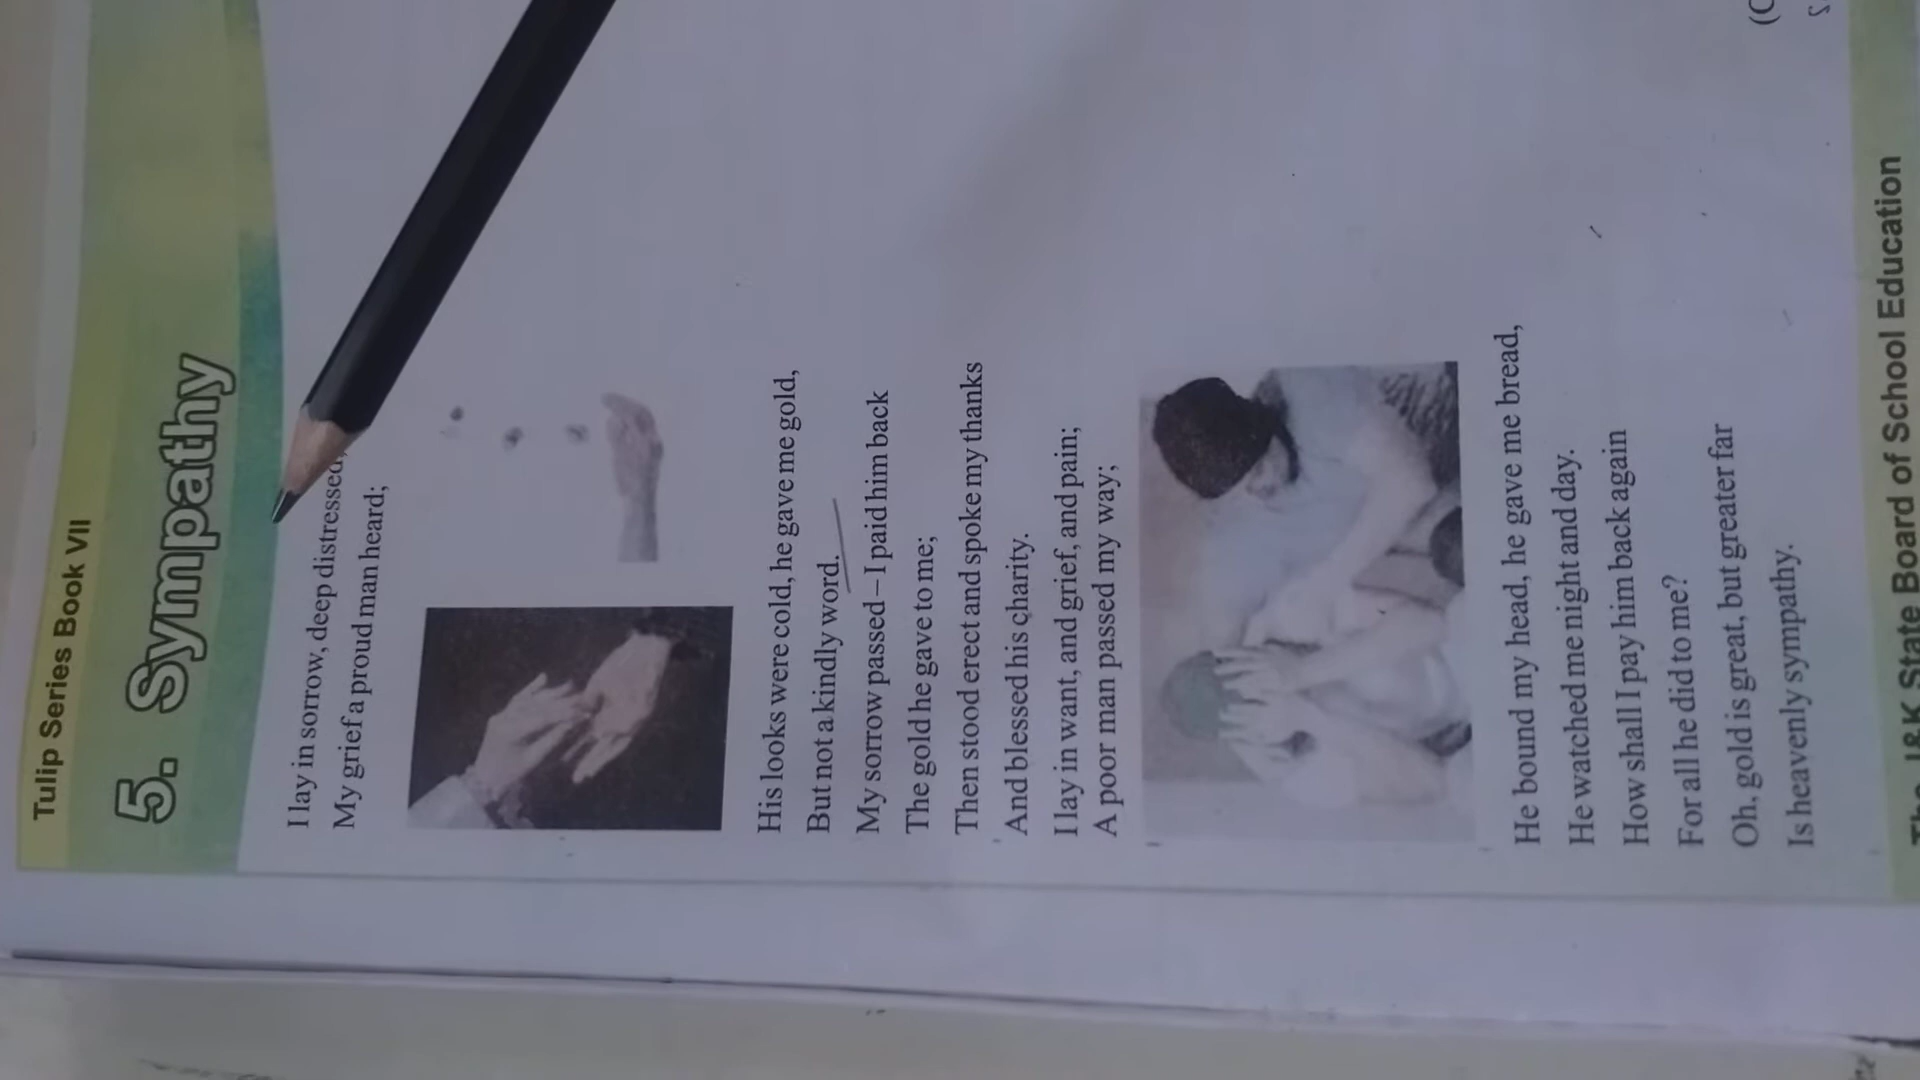 Tulip Series Book VII
5. Sympathy
I lay in sorrow, deep distressed,
My grief a proud man heard;
His looks were cold, he gave me gold,
But not a kindly word.
My sorrow passed – I paid him back
The gold he gave to me;
Then stood erect and spoke my thanks
And blessed his charity.
I lay in want, and grief, and pain;
A poor man passed my way;
He bound my head, he gave me bread,
He watched me night and day.
How shall I pay him back again
For all he did to me?
Oh, gold is great, but greater far
Is heavenly sympathy.
The J&K State Board of School Education